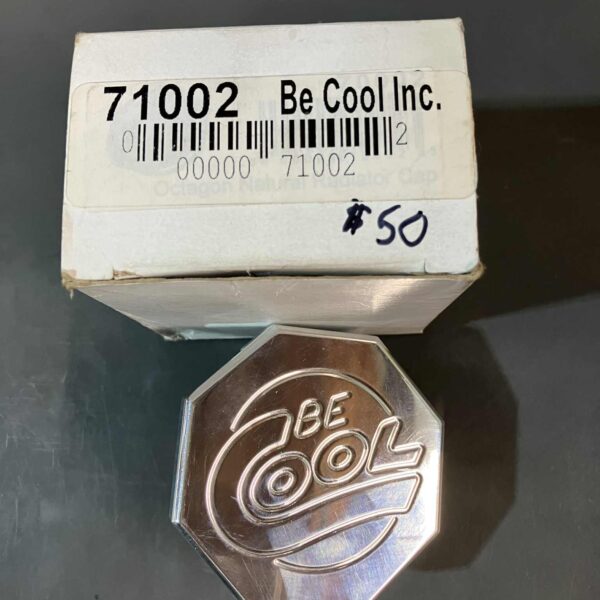 71002 Be Cool Inc.
0 2
00000 71002
Octagon Natural Radiator Cap
$50
BE
COOL